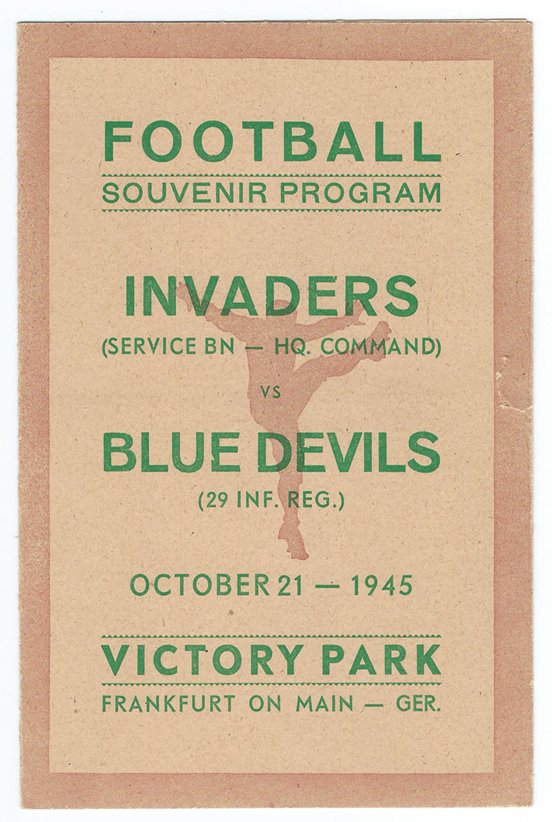 FOOTBALL
SOUVENIR PROGRAM
INVADERS
(SERVICE BN — HQ. COMMAND)
VS
BLUE DEVILS
(29 INF. REG.)
OCTOBER 21 — 1945
VICTORY PARK
FRANKFURT ON MAIN — GER.